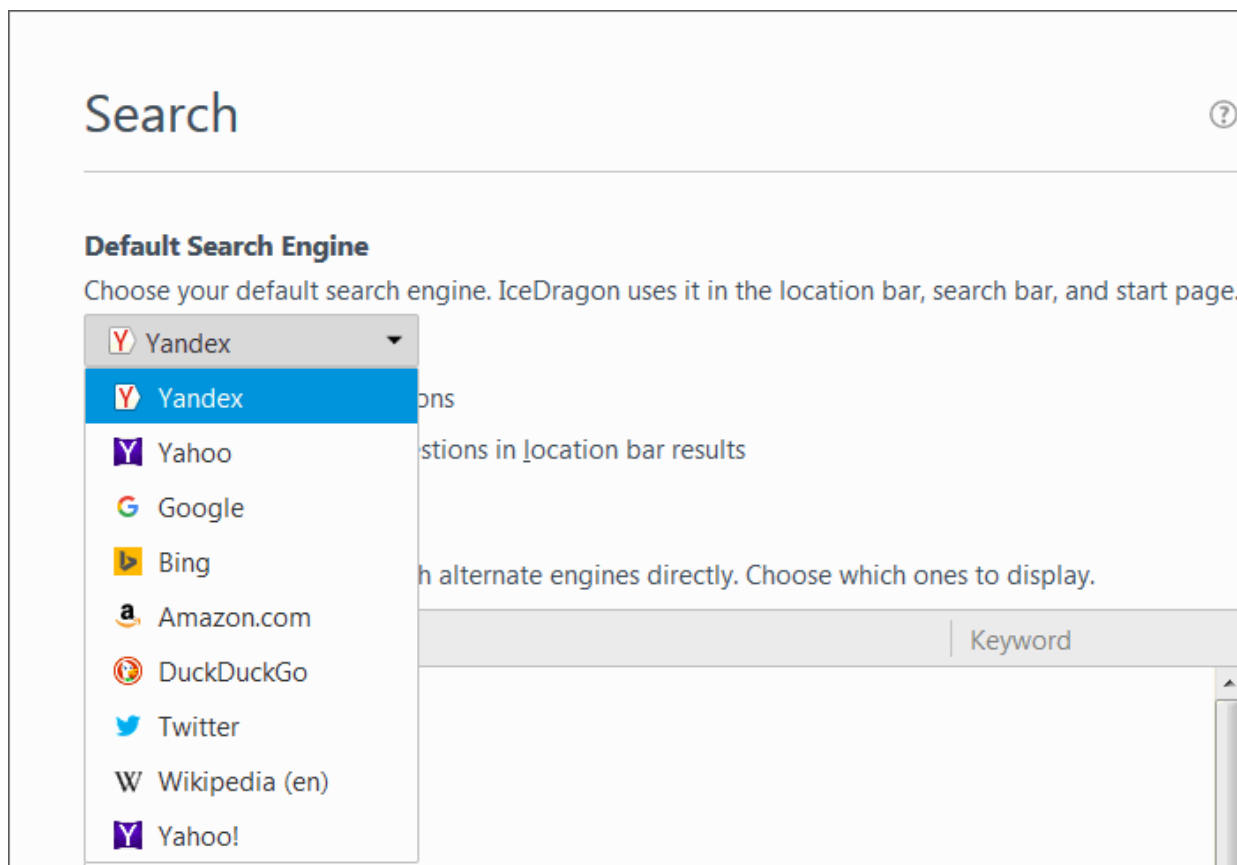 Search
?
Default Search Engine
Choose your default search engine. IceDragon uses it in the location bar, search bar, and start page.
Yandex
Yandex
ons
Yahoo
stions in location bar results
Google
Bing
h alternate engines directly. Choose which ones to display.
Amazon.com
Keyword
DuckDuckGo
Twitter
Wikipedia (en)
Yahoo!